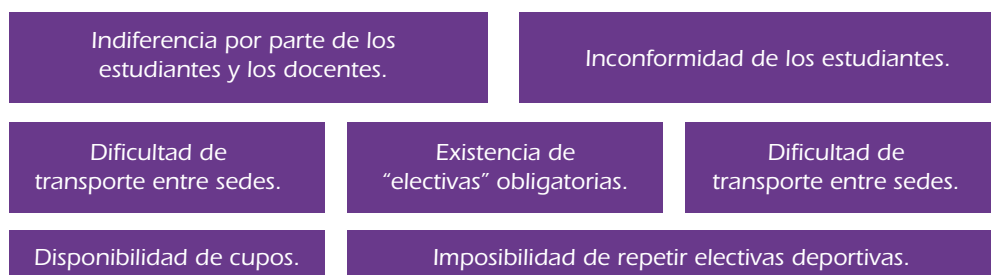 Indiferencia por parte de los
estudiantes y los docentes.
Inconformidad de los estudiantes.
Dificultad de
transporte entre sedes.
Existencia de
“electivas” obligatorias.
Dificultad de
transporte entre sedes.
Disponibilidad de cupos.
Imposibilidad de repetir electivas deportivas.